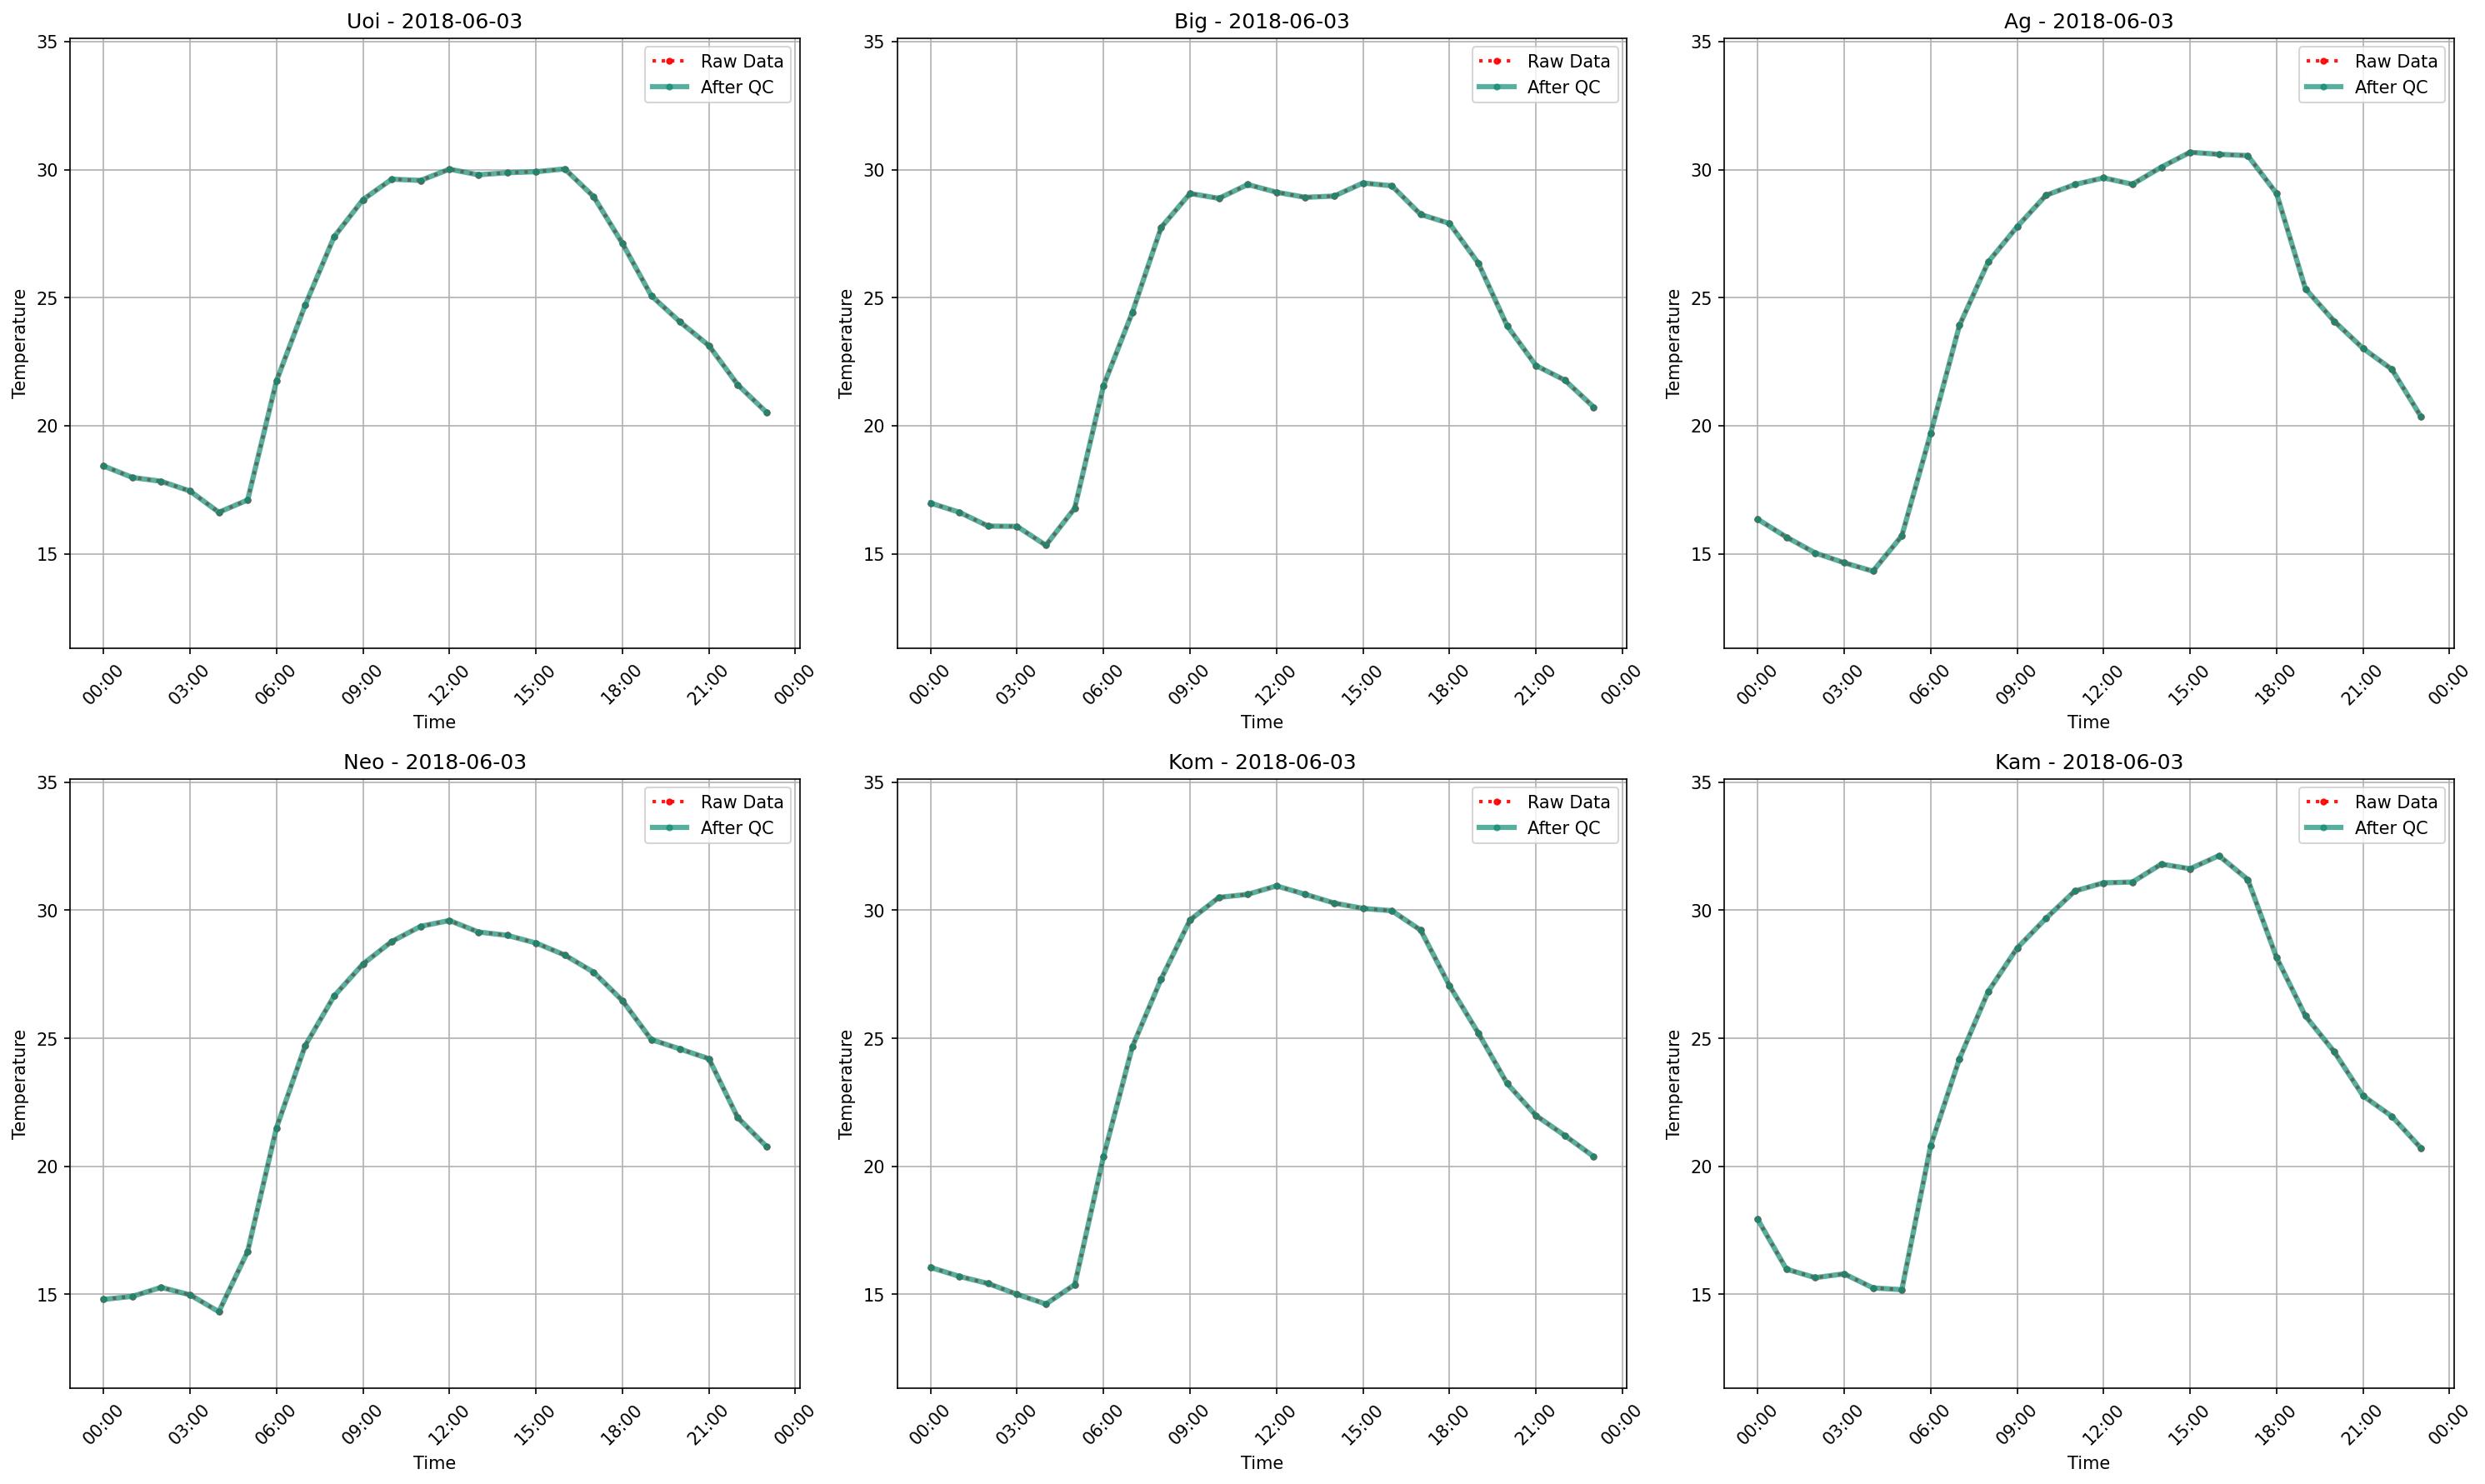 Uoi - 2018-06-03
35
30
25
20
15
Temperature
Raw Data
After QC
00:00
03:00
06:00
09:00
12:00
15:00
18:00
21:00
00:00
Time
Big - 2018-06-03
35
30
25
20
15
Temperature
Raw Data
After QC
00:00
03:00
06:00
09:00
12:00
15:00
18:00
21:00
00:00
Time
Ag - 2018-06-03
35
30
25
20
15
Temperature
Raw Data
After QC
00:00
03:00
06:00
09:00
12:00
15:00
18:00
21:00
00:00
Time
Neo - 2018-06-03
35
30
25
20
15
Temperature
Raw Data
After QC
00:00
03:00
06:00
09:00
12:00
15:00
18:00
21:00
00:00
Time
Kom - 2018-06-03
35
30
25
20
15
Temperature
Raw Data
After QC
00:00
03:00
06:00
09:00
12:00
15:00
18:00
21:00
00:00
Time
Kam - 2018-06-03
35
30
25
20
15
Temperature
Raw Data
After QC
00:00
03:00
06:00
09:00
12:00
15:00
18:00
21:00
00:00
Time